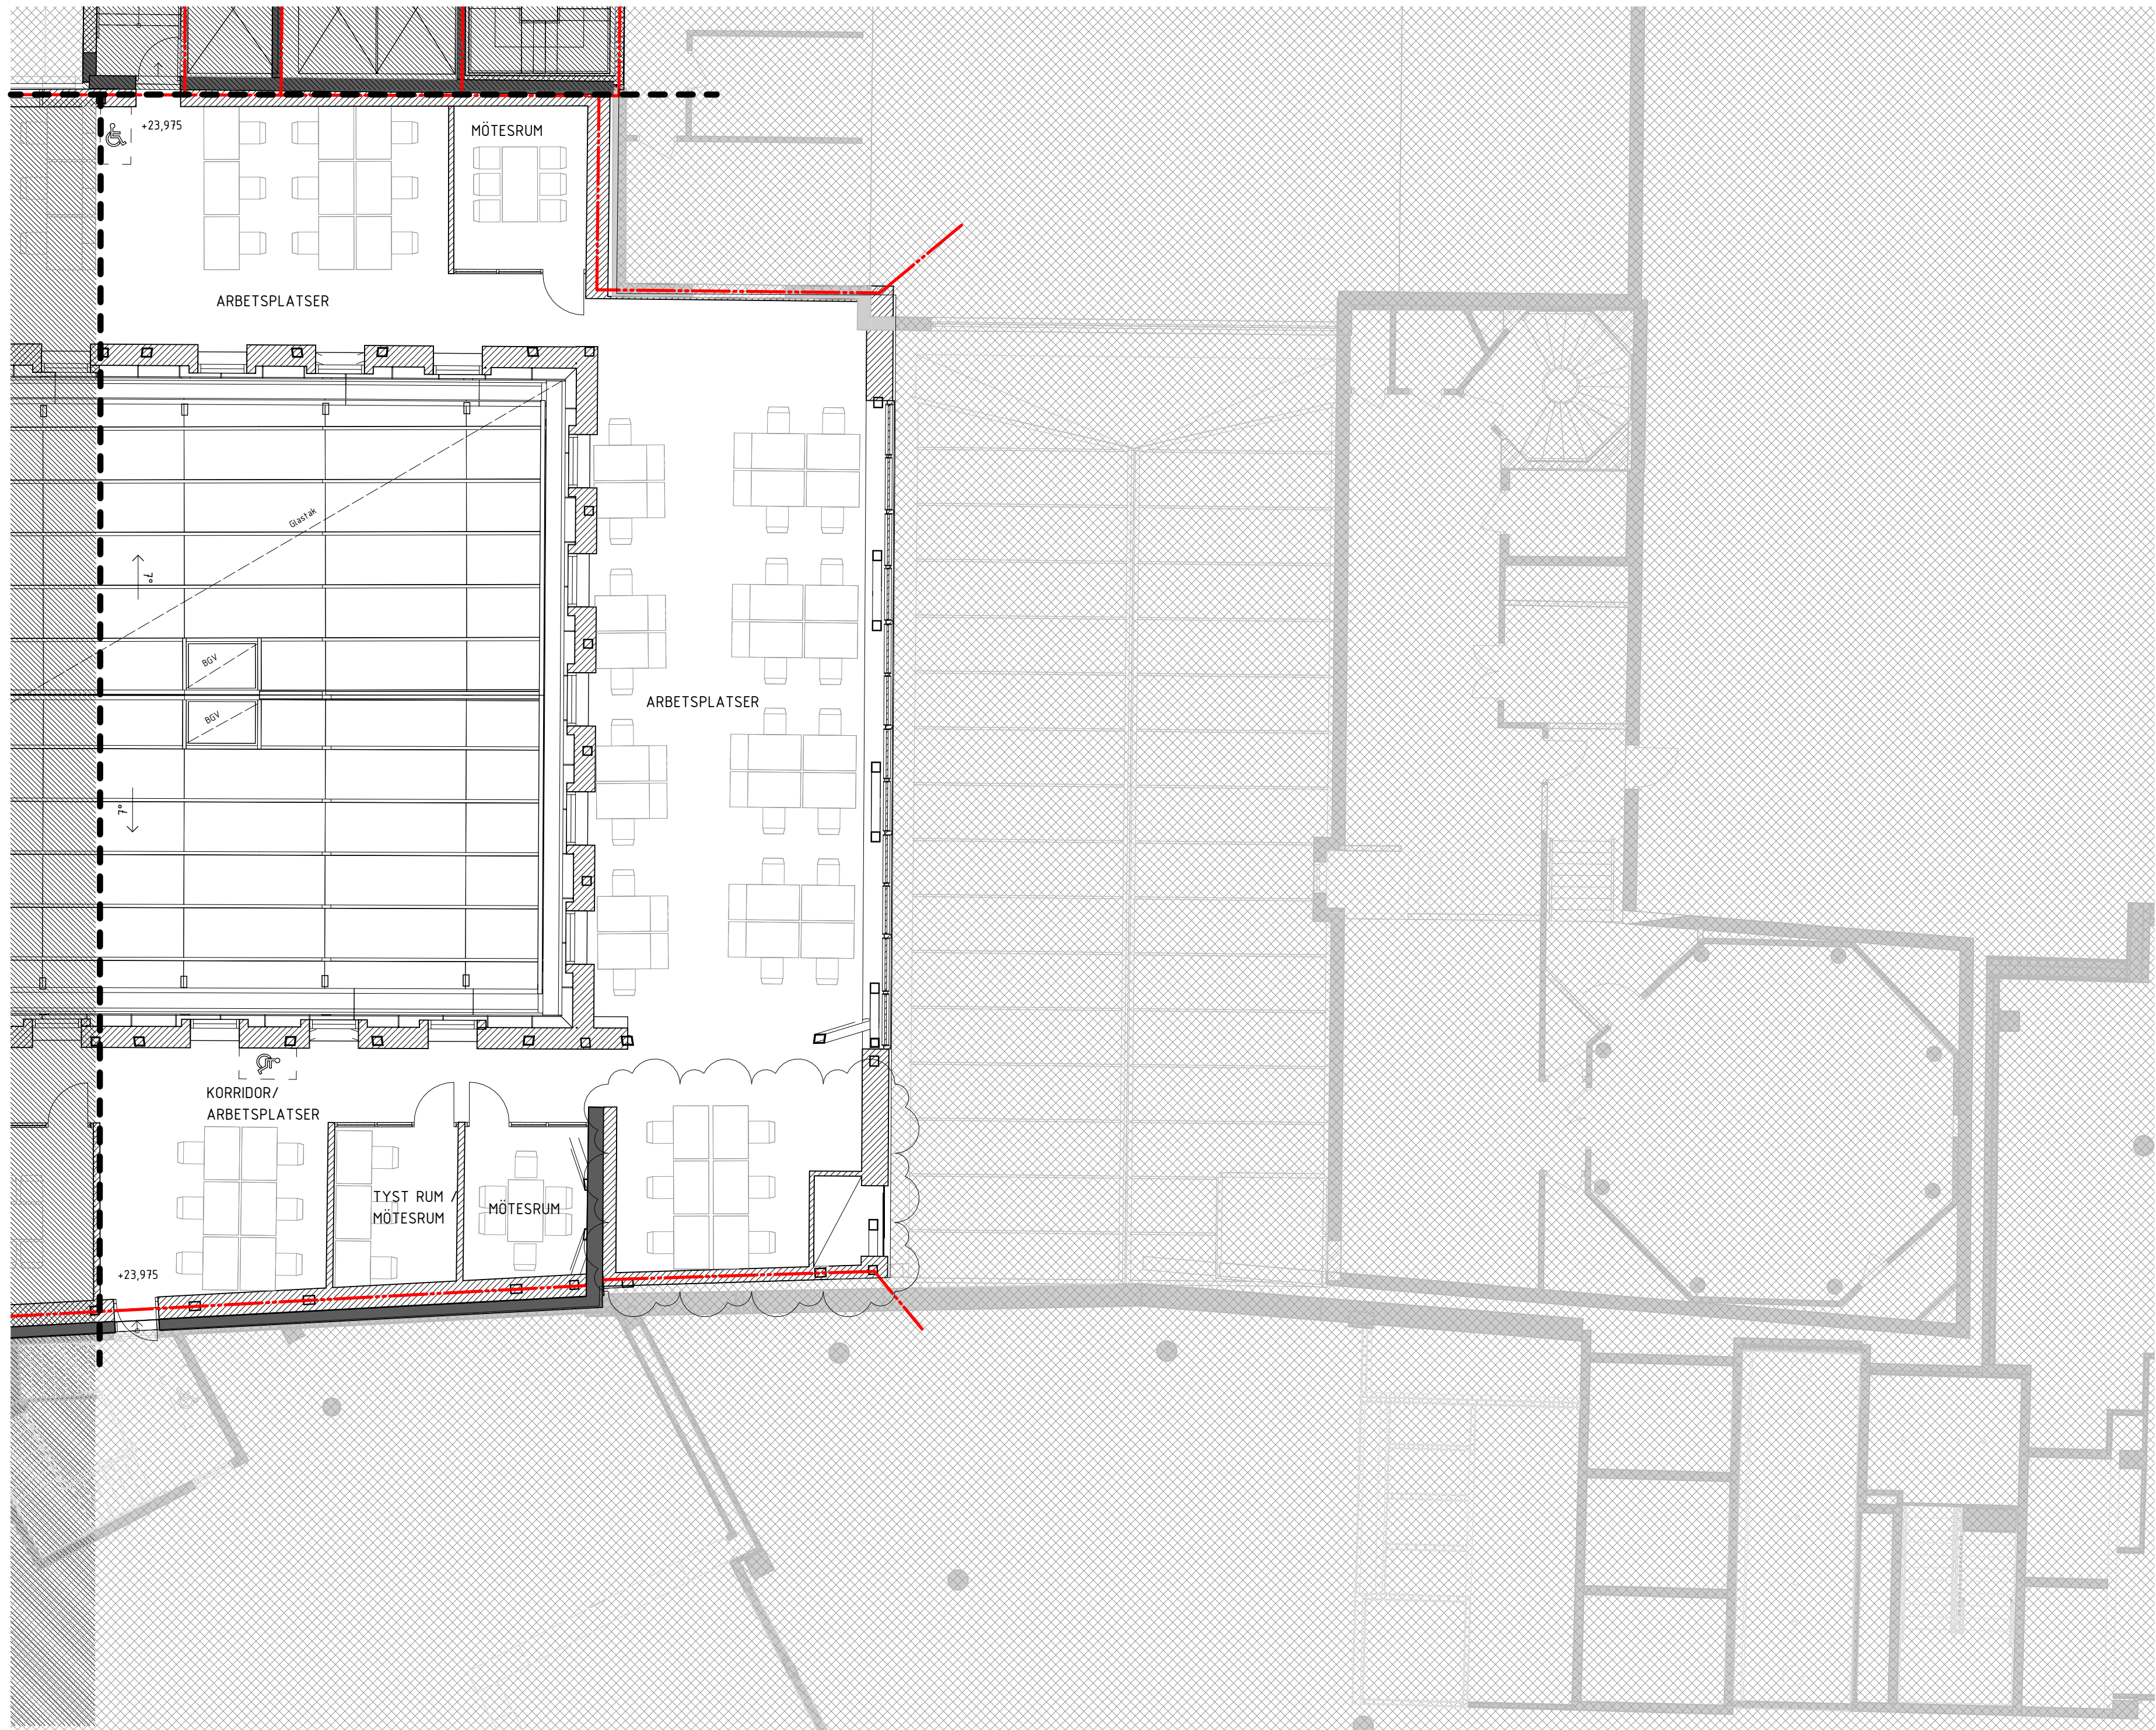 +23,975
MÖTESRUM
ARBETSPLATSER
Glastak
7°
BGV
BGV
ARBETSPLATSER
7°
KORRIDOR/
ARBETSPLATSER
TYST RUM /
MÖTESRUM
MÖTESRUM
+23,975